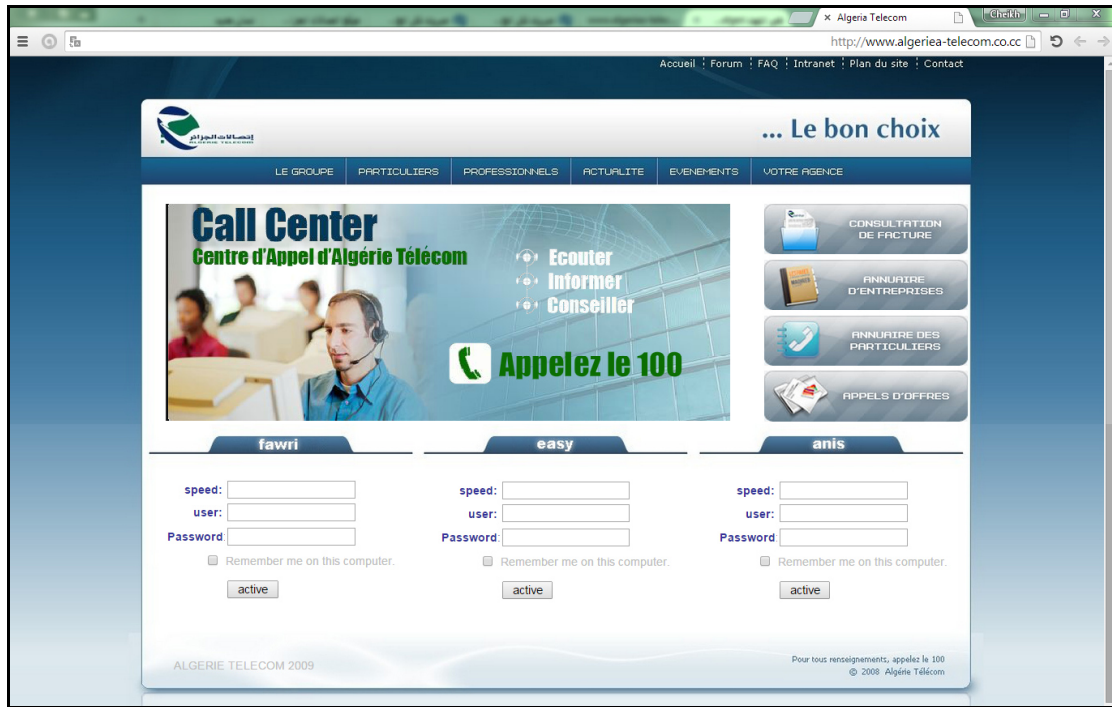 Algeria Telecom
Cheikh
http://www.algeriea-telecom.co.cc
Accueil ¦ Forum ¦ FAQ ¦ Intranet ¦ Plan du site ¦ Contact
إتصالات الجزائر
ALGERIE TELECOM
... Le bon choix
LE GROUPE PARTICULIERS PROFESSIONNELS ACTUALITE EVENEMENTS VOTRE AGENCE
Call Center
Centre d'Appel d'Algérie Télécom
Ecouter
Informer
Conseiller
Appelez le 100
CONSULTATION
DE FACTURE
ANNUAIRE
D'ENTREPRISES
ANNUAIRE DES
PARTICULIERS
APPELS D'OFFRES
fawri
speed:
user:
Password:
Remember me on this computer.
active
easy
speed:
user:
Password:
Remember me on this computer.
active
anis
speed:
user:
Password:
Remember me on this computer.
active
ALGERIE TELECOM 2009
Pour tous renseignements, appelez le 100
© 2008 Algérie Télécom